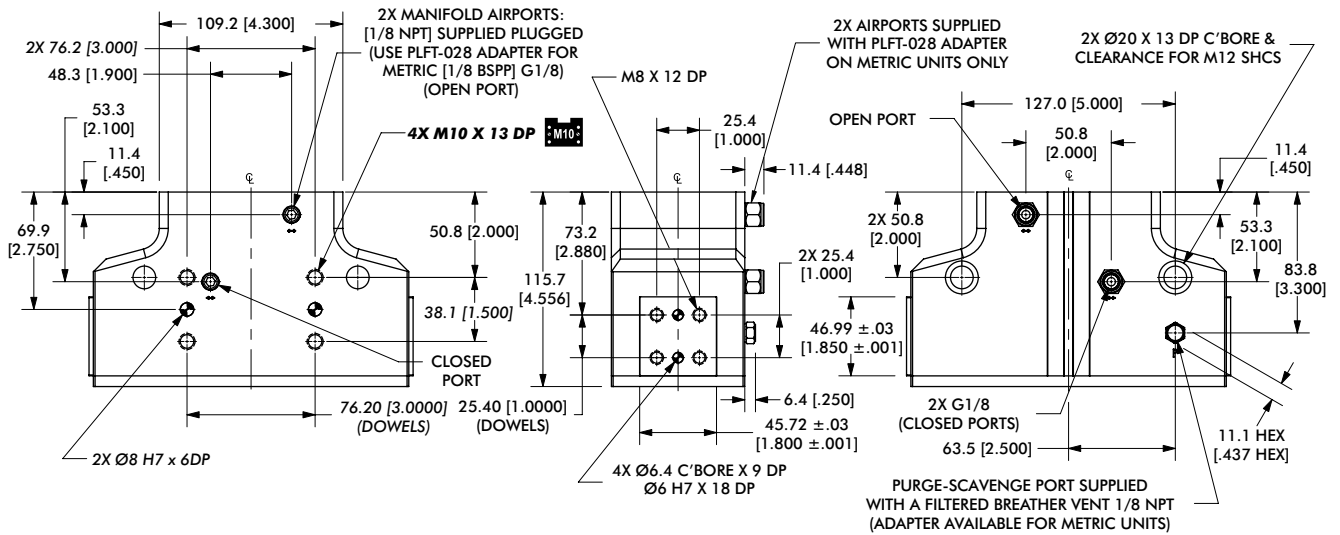 109.2 [4.300]
2X 76.2 [3.000]
48.3 [1.900]
53.3
[2.100]
11.4
[.450]
69.9
[2.750]
2X MANIFOLD AIRPORTS:
[1/8 NPT] SUPPLIED PLUGGED
(USE PLFT-028 ADAPTER FOR
METRIC [1/8 BSPP] G1/8)
(OPEN PORT)
4X M10 X 13 DP
M10
℄
50.8 [2.000]
38.1 [1.500]
CLOSED
PORT
76.20 [3.0000]
(DOWELS)
2X Ø8 H7 x 6DP
M8 X 12 DP
25.4
[1.000]
2X AIRPORTS SUPPLIED
WITH PLFT-028 ADAPTER
ON METRIC UNITS ONLY
11.4 [.448]
℄
73.2
[2.880]
115.7
[4.556]
2X 25.4
[1.000]
25.40 [1.0000]
(DOWELS)
6.4 [.250]
45.72 ±.03
[1.800 ±.001]
4X Ø6.4 C'BORE X 9 DP
Ø6 H7 X 18 DP
2X Ø20 X 13 DP C'BORE &
CLEARANCE FOR M12 SHCS
127.0 [5.000]
OPEN PORT
50.8
[2.000]
11.4
[.450]
℄
2X 50.8
[2.000]
53.3
[2.100]
83.8
[3.300]
46.99 ±.03
[1.850 ±.001]
2X G1/8
(CLOSED PORTS)
63.5 [2.500]
11.1 HEX
[.437 HEX]
PURGE-SCAVENGE PORT SUPPLIED
WITH A FILTERED BREATHER VENT 1/8 NPT
(ADAPTER AVAILABLE FOR METRIC UNITS)